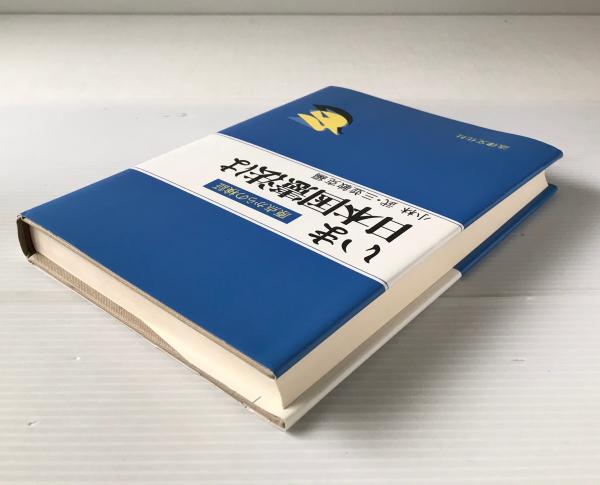 原点からの検証
いま
日本国憲法は
小林 武・三並敏克編
法律文化社